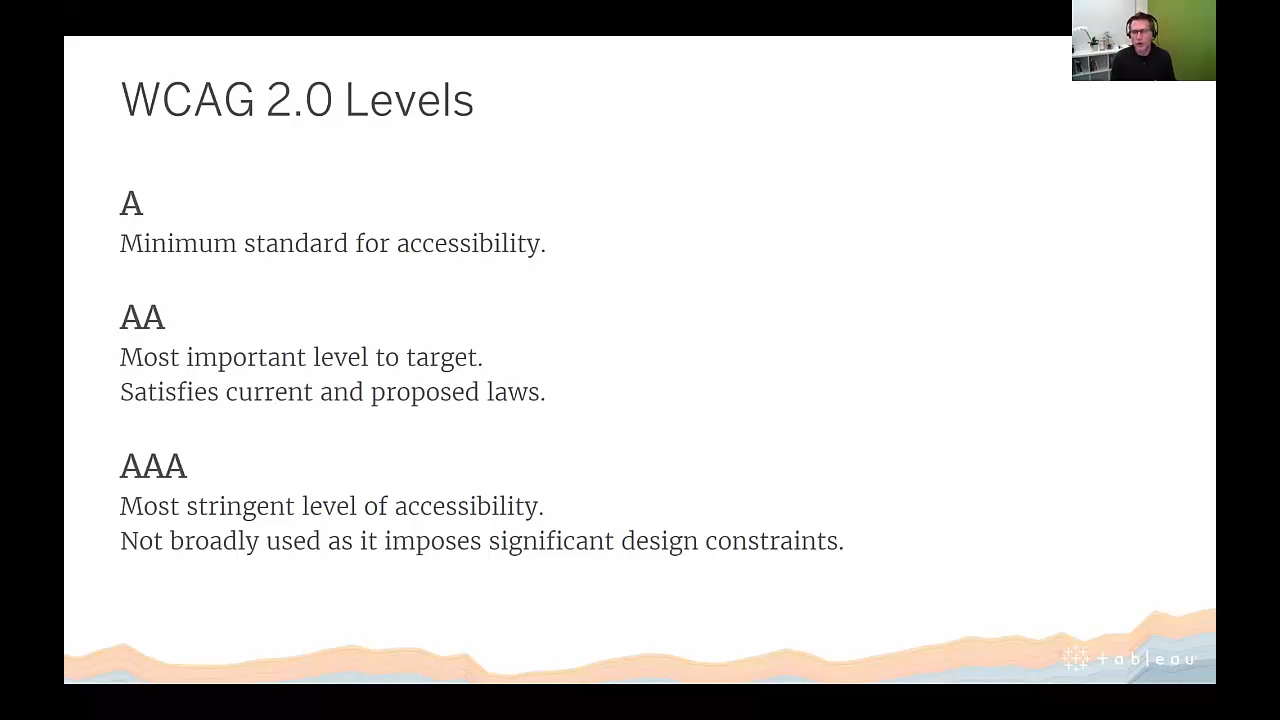 WCAG 2.0 Levels
A
Minimum standard for accessibility.
AA
Most important level to target.
Satisfies current and proposed laws.
AAA
Most stringent level of accessibility.
Not broadly used as it imposes significant design constraints.
+ableau